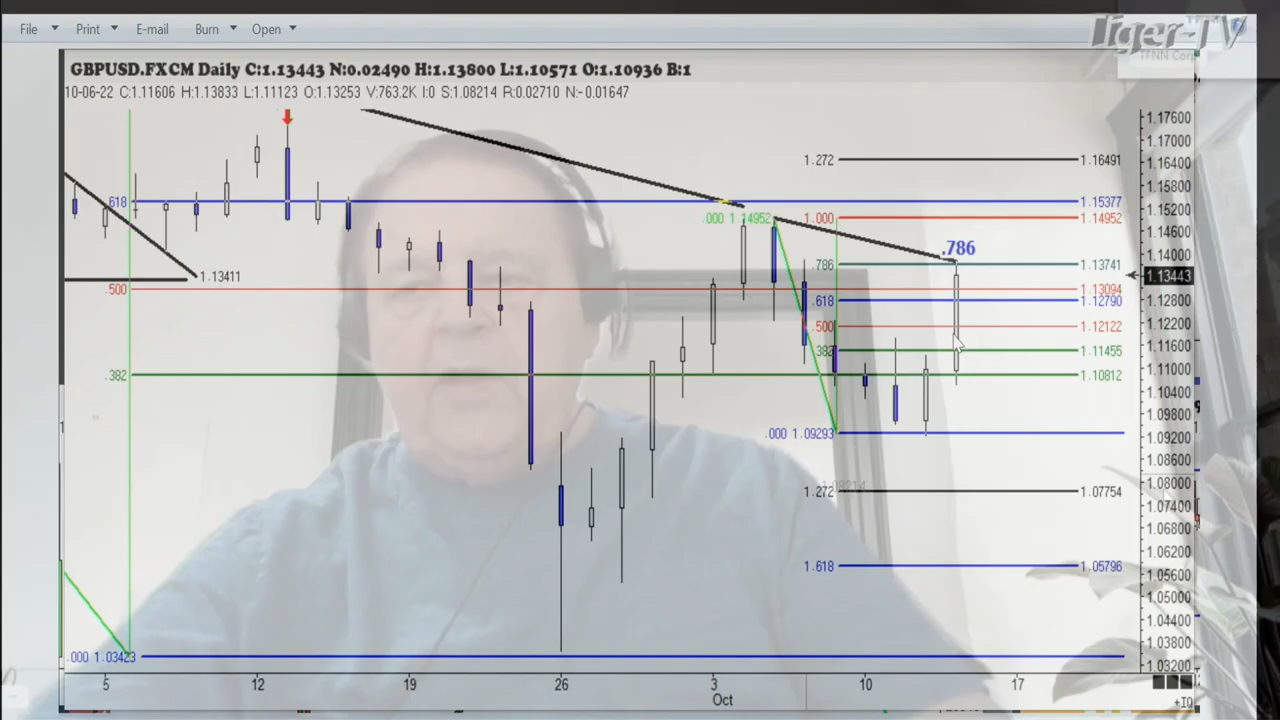 File Print E-mail Burn Open
Tiger-TV
TFNN Corp
GBPUSD.FXCM Daily C:1.13443 N:0.02490 H:1.13800 L:1.10571 O:1.10936 B:1
10-06-22 C:1.11606 H:1.13833 L:1.11123 O:1.13253 V:763.2K I:0 S:1.08214 R:0.02710 N:-0.01647
1.17600
1.17000
1.272 1.16491 1.16400
1.15800
.618 1.15377
1.15200
.000 1.14952 1.000 1.14952
1.14600
.786
1.14000
.786 1.13741
1.13411 1.13443
.500 1.13094
.618 1.12790 1.12800
.500 1.12122 1.12200
1.11600
.382 1.11455
1.11000
.382 1.10812
1.10400
1.09800
.000 1.09293 1.09200
1.08600
1.08214
1.08000
1.272 1.07754
1.07400
1.06800
1.06200
1.618 1.05796
1.05600
1.05000
1.04400
1.03800
.000 1.03423
1.03200
5 12 19 26 3 10 17
Oct